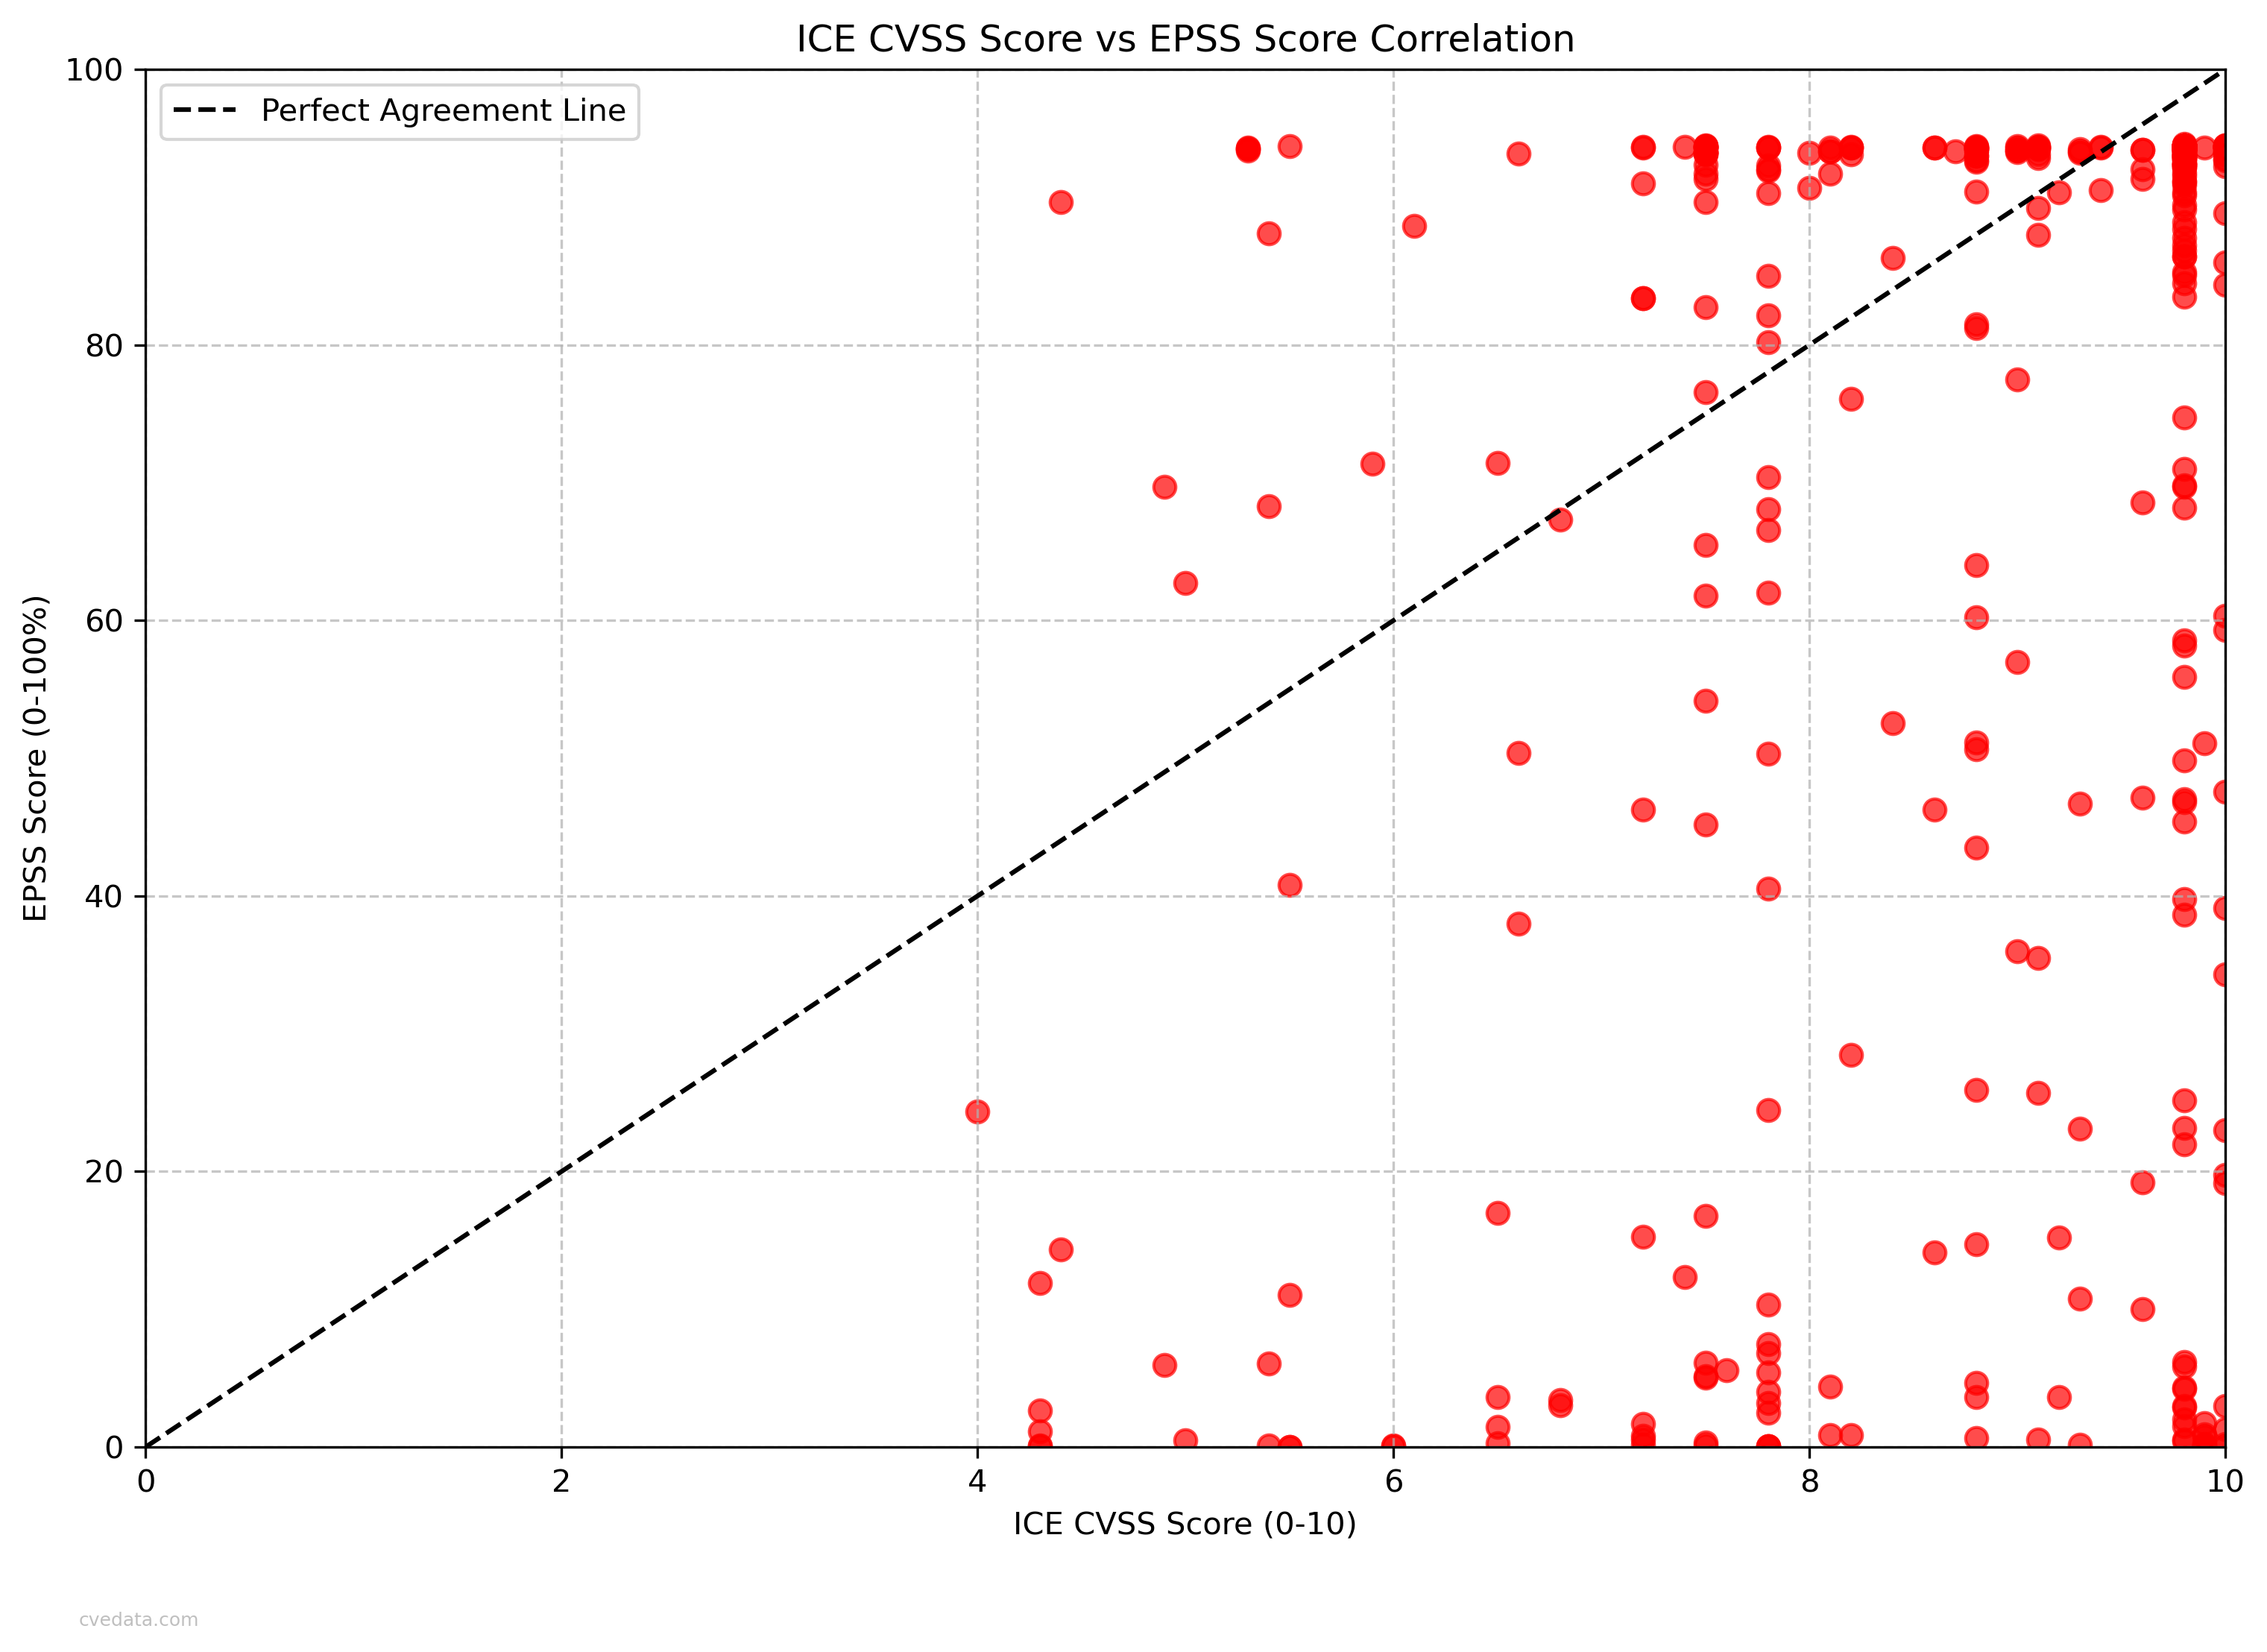 ICE CVSS Score vs EPSS Score Correlation
Perfect Agreement Line
100
80
60
40
20
0
EPSS Score (0-100%)
0 2 4 6 8 10
ICE CVSS Score (0-10)
cvedata.com